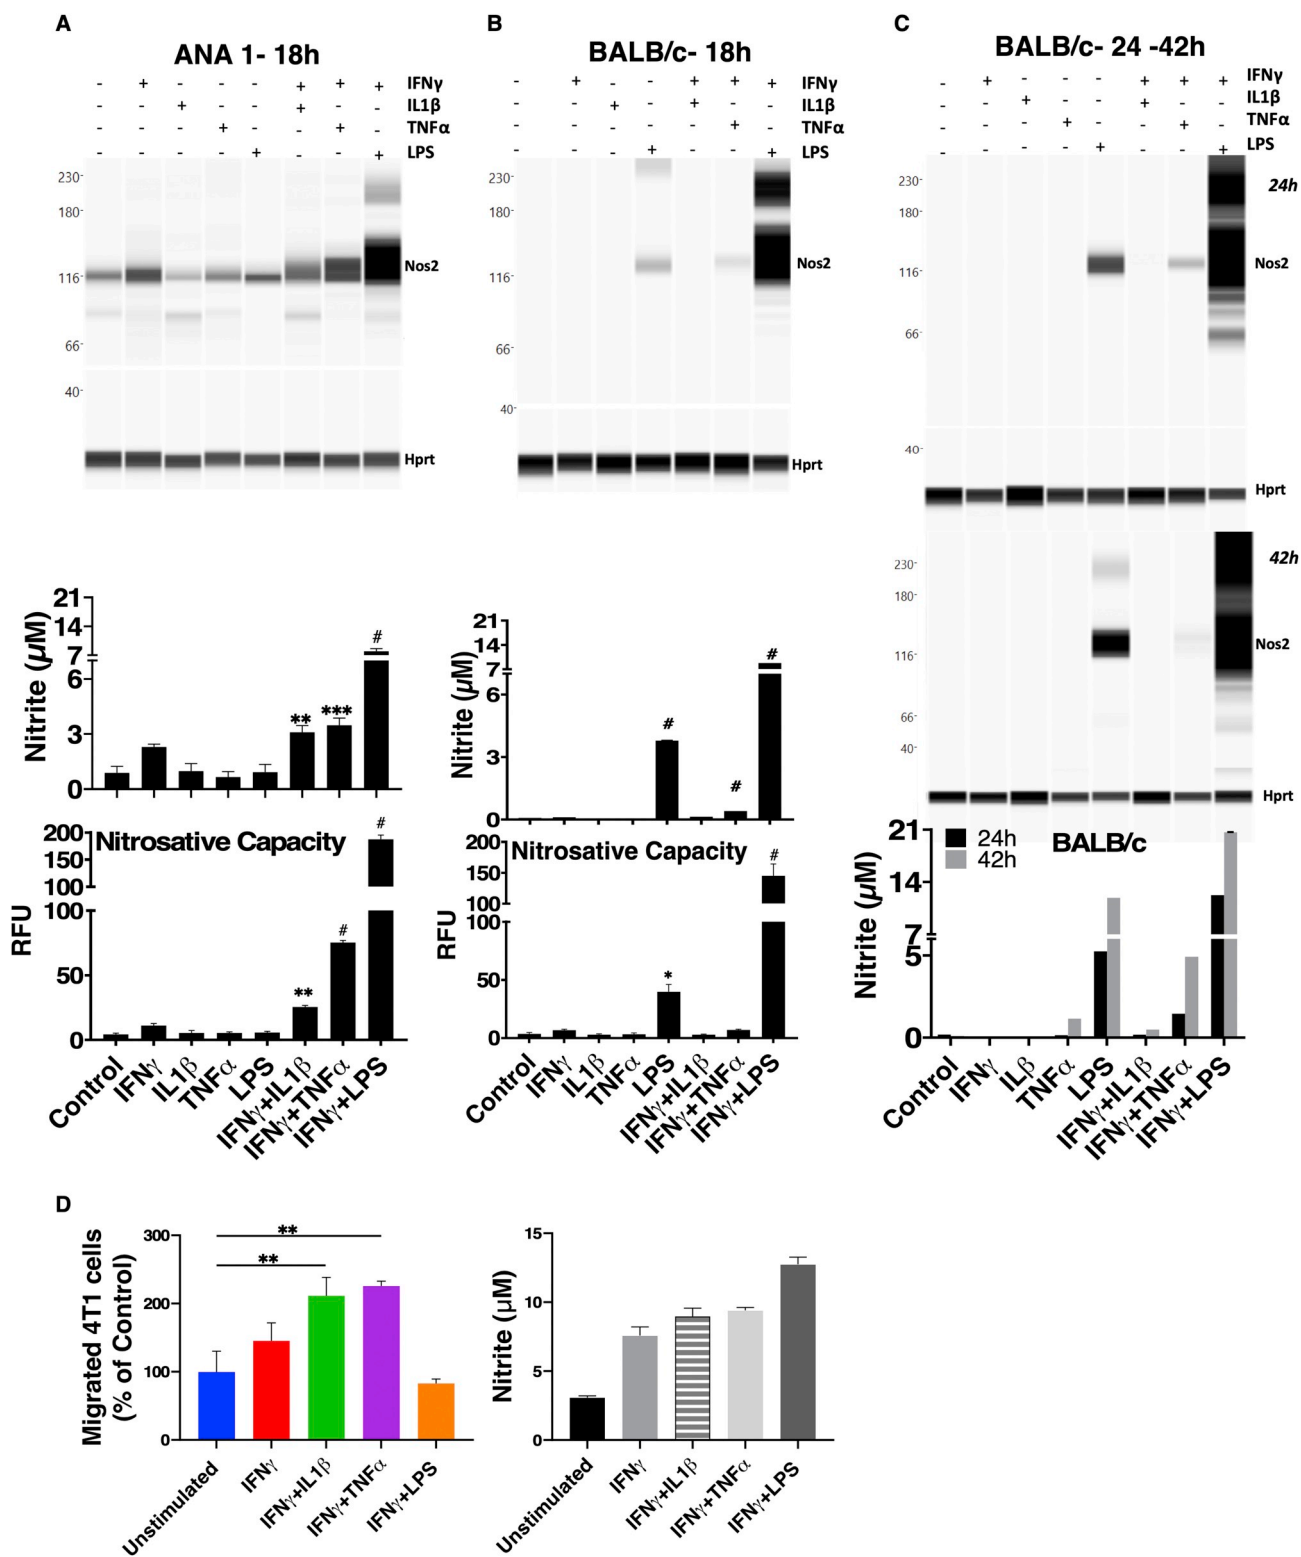 A
ANA 1- 18h
- + - - - + + + IFNγ
- - + - - + - - IL1β
- - - + - - + - TNFα
- - - - + - - + LPS
230-
180-
116-
Nos2
66-
40-
Hprt
Nitrite (µM)
21
14
7
6
3
0
** *** #
Nitrosative Capacity
RFU
200
150
100
100
50
0
** # #
Control
IFNγ
IL1β
TNFα
LPS
IFNγ+IL1β
IFNγ+TNFα
IFNγ+LPS
B
BALB/c- 18h
- + - - + + + IFNγ
- - + - + - - IL1β
- - - - - + - TNFα
- - - + - - + LPS
230-
180-
116-
Nos2
66-
40-
Hprt
Nitrite (µM)
21
14
7
6
3
0
# # #
Nitrosative Capacity
RFU
200
150
100
100
50
0
* #
Control
IFNγ
IL1β
TNFα
LPS
IFNγ+IL1β
IFNγ+TNFα
IFNγ+LPS
C
BALB/c- 24 -42h
- + - - - + + + IFNγ
- - + - - + - - IL1β
- - - + - - + - TNFα
- - - - + - - + LPS
24h
230-
180-
116-
Nos2
66-
40-
Hprt
42h
230-
180-
116-
Nos2
66-
40-
Hprt
BALB/c
24h
42h
Nitrite (µM)
21
14
7
5
0
Control
IFNγ
ILβ
TNFα
LPS
IFNγ+IL1β
IFNγ+TNFα
IFNγ+LPS
D
Migrated 4T1 cells
(% of Control)
300
200
100
0
**
**
Unstimulated
IFNγ
IFNγ+IL1β
IFNγ+TNFα
IFNγ+LPS
Nitrite (µM)
15
10
5
0
Unstimulated
IFNγ
IFNγ+IL1β
IFNγ+TNFα
IFNγ+LPS